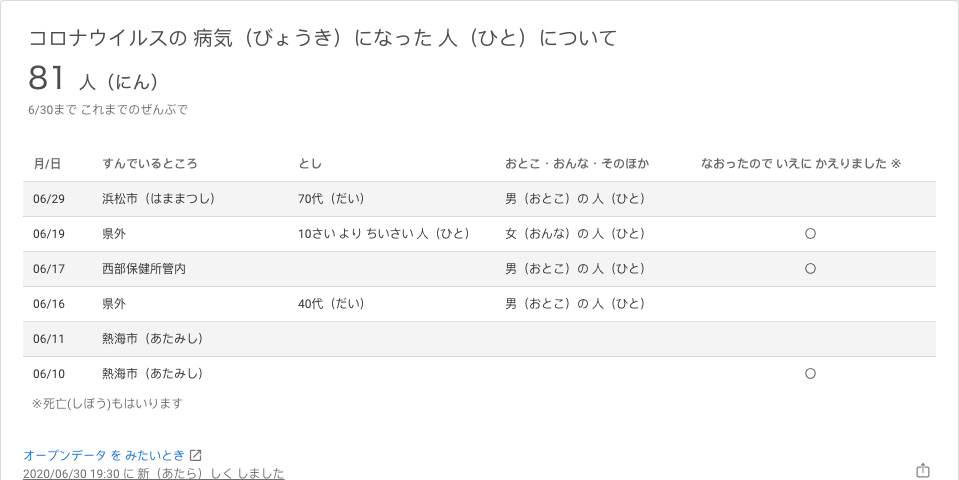 コロナウイルスの 病気（びょうき）になった 人（ひと）について
81 人（にん）
6/30まで これまでのぜんぶで
月/日 すんでいるところ とし おとこ・おんな・そのほか なおったので いえに かえりました ※
06/29 浜松市（はままつし） 70代（だい） 男（おとこ）の 人（ひと）
06/19 県外 10さい より ちいさい 人（ひと） 女（おんな）の 人（ひと） ○
06/17 西部保健所管内 男（おとこ）の 人（ひと） ○
06/16 県外 40代（だい） 男（おとこ）の 人（ひと）
06/11 熱海市（あたみし）
06/10 熱海市（あたみし） ○
※死亡(しぼう)もはいります
オープンデータ を みたいとき
2020/06/30 19:30 に 新（あたら）しく しました